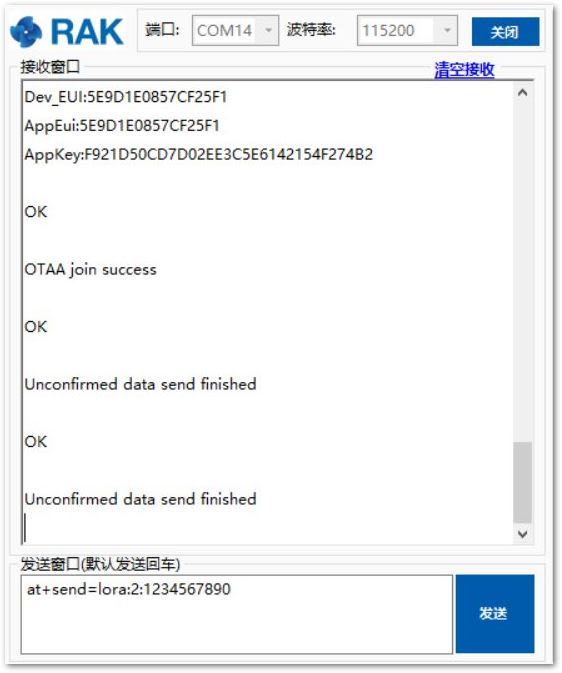 RAK 端口: COM14 波特率: 115200 关闭
接收窗口 清空接收
Dev_EUI:5E9D1E0857CF25F1
AppEui:5E9D1E0857CF25F1
AppKey:F921D50CD7D02EE3C5E6142154F274B2
OK
OTAA join success
OK
Unconfirmed data send finished
OK
Unconfirmed data send finished
发送窗口(默认发送回车)
at+send=lora:2:1234567890
发送